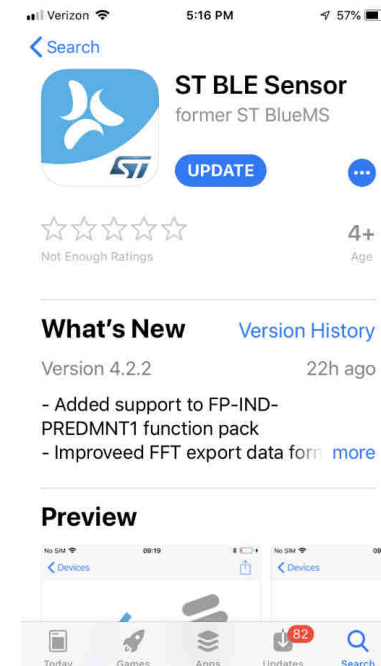 Verizon 5:16 PM 57%
Search
ST BLE Sensor
former ST BlueMS
ST
UPDATE
4+
Not Enough Ratings Age
What's New Version History
Version 4.2.2 22h ago
- Added support to FP-IND-
PREDMNT1 function pack
- Improveed FFT export data form more
Preview
No SIM 09:19 No SIM 09
Devices Devices
82
Today Games Apps Updates Search